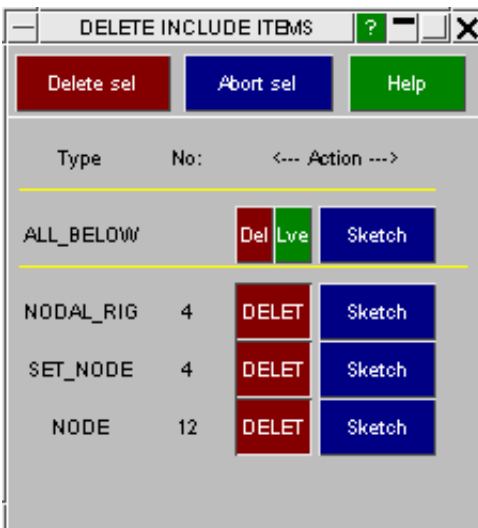 DELETE INCLUDE ITEMS ?
Delete sel Abort sel Help
Type No: <--- Action --->
ALL_BELOW Del Lve Sketch
NODAL_RIG 4 DELET Sketch
SET_NODE 4 DELET Sketch
NODE 12 DELET Sketch